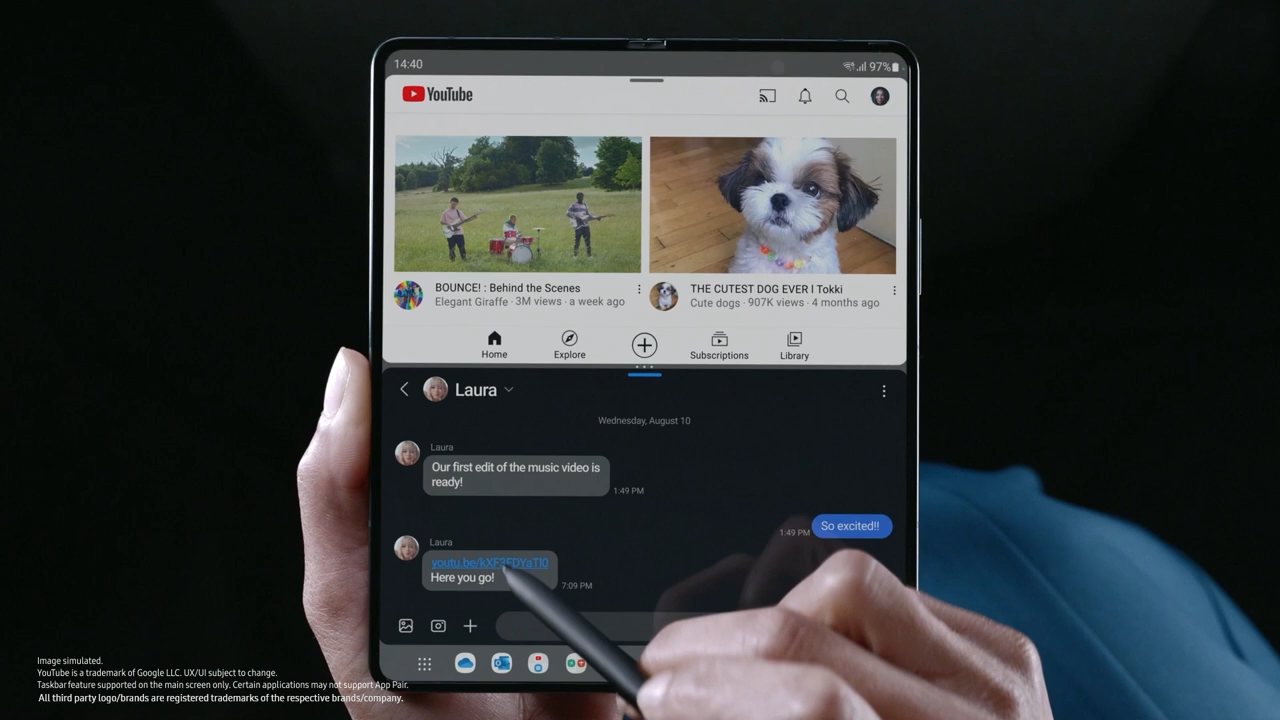 14:40
97%
YouTube
BOUNCE! : Behind the Scenes
Elegant Giraffe · 3M views · a week ago
THE CUTEST DOG EVER I Tokki
Cute dogs · 907K views · 4 months ago
Home
Explore
Subscriptions
Library
Laura
Wednesday, August 10
Laura
Our first edit of the music video is
ready!
1:49 PM
So excited!!
1:49 PM
Laura
Here you go!
7:09 PM
Image simulated.
YouTube is a trademark of Google LLC. UX/UI subject to change.
Taskbar feature supported on the main screen only. Certain applications may not support App Pair.
All third party logo/brands are registered trademarks of the respective brands/company.